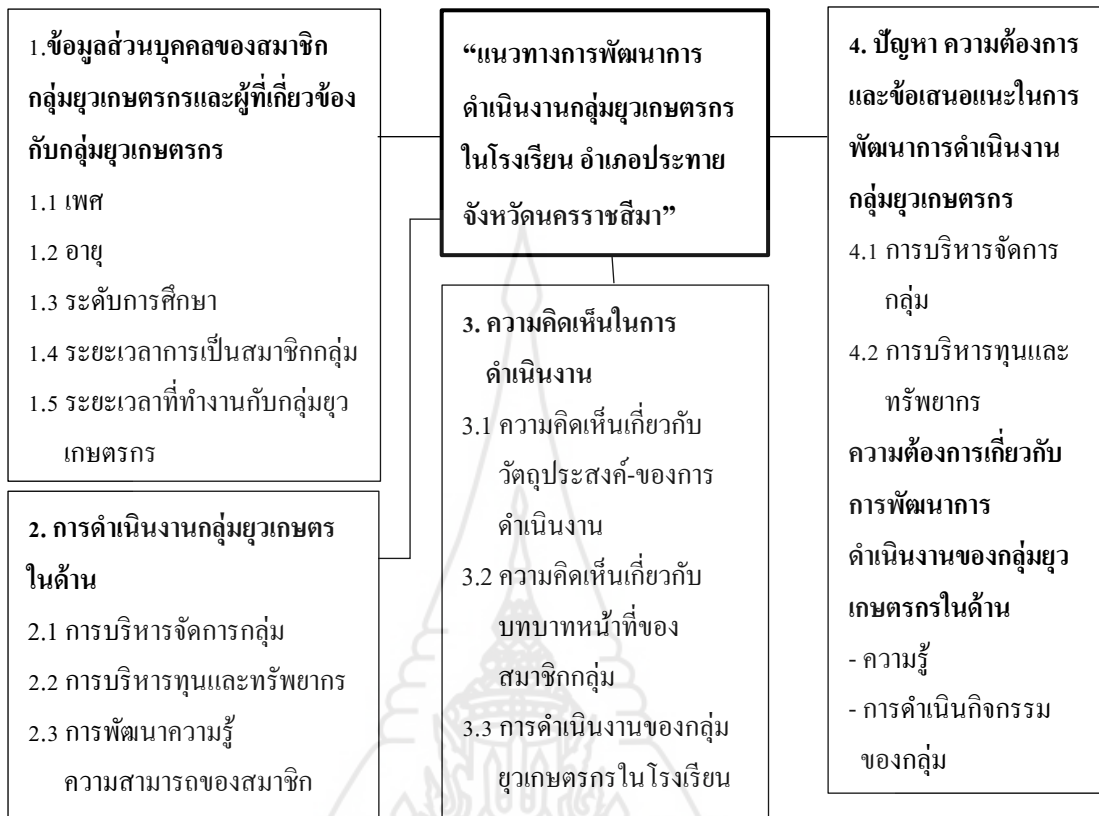 1.ข้อมูลส่วนบุคคลของสมาชิก
กลุ่มยุวเกษตรกรและผู้ที่เกี่ยวข้อง
กับกลุ่มยุวเกษตรกร
1.1 เพศ
1.2 อายุ
1.3 ระดับการศึกษา
1.4 ระยะเวลาการเป็นสมาชิกกลุ่ม
1.5 ระยะเวลาที่ทำงานกับกลุ่มยุว
เกษตรกร
2. การดำเนินงานกลุ่มยุวเกษตร
ในด้าน
2.1 การบริหารจัดการกลุ่ม
2.2 การบริหารทุนและทรัพยากร
2.3 การพัฒนาความรู้
ความสามารถของสมาชิก
“แนวทางการพัฒนาการ
ดำเนินงานกลุ่มยุวเกษตรกร
ในโรงเรียน อำเภอประทาย
จังหวัดนครราชสีมา”
3. ความคิดเห็นในการ
ดำเนินงาน
3.1 ความคิดเห็นเกี่ยวกับ
วัตถุประสงค์-ของการ
ดำเนินงาน
3.2 ความคิดเห็นเกี่ยวกับ
บทบาทหน้าที่ของ
สมาชิกกลุ่ม
3.3 การดำเนินงานของกลุ่ม
ยุวเกษตรกรในโรงเรียน
4. ปัญหา ความต้องการ
และข้อเสนอแนะในการ
พัฒนาการดำเนินงาน
กลุ่มยุวเกษตรกร
4.1 การบริหารจัดการ
กลุ่ม
4.2 การบริหารทุนและ
ทรัพยากร
ความต้องการเกี่ยวกับ
การพัฒนาการ
ดำเนินงานของกลุ่มยุว
เกษตรกรในด้าน
- ความรู้
- การดำเนินกิจกรรม
ของกลุ่ม